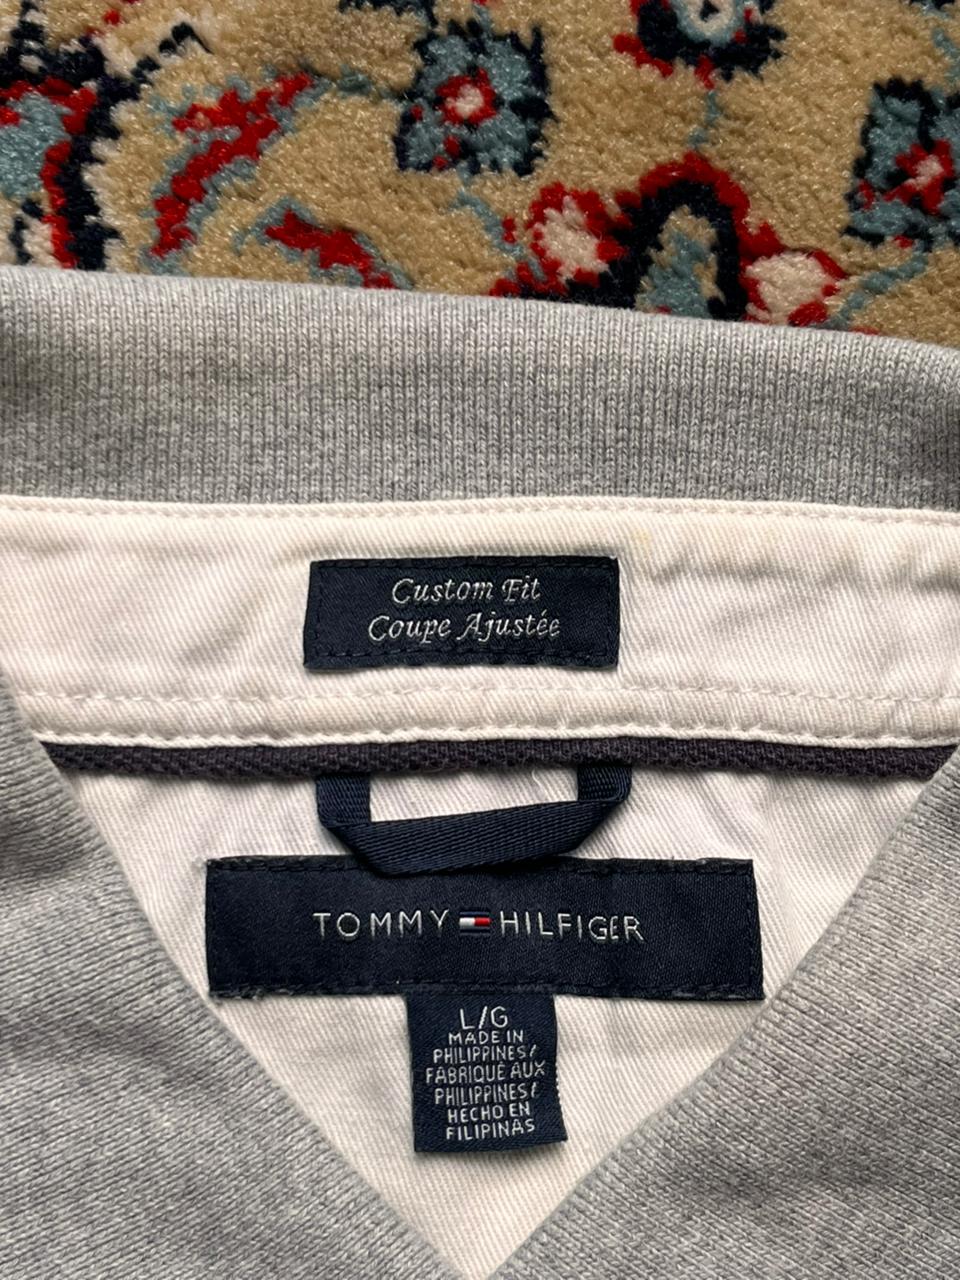 Custom Fit
Coupe Ajustée
TOMMY HILFIGER
L/G
MADE IN
PHILIPPINES/
FABRIQUÉ AUX
PHILIPPINES/
HECHO EN
FILIPINAS